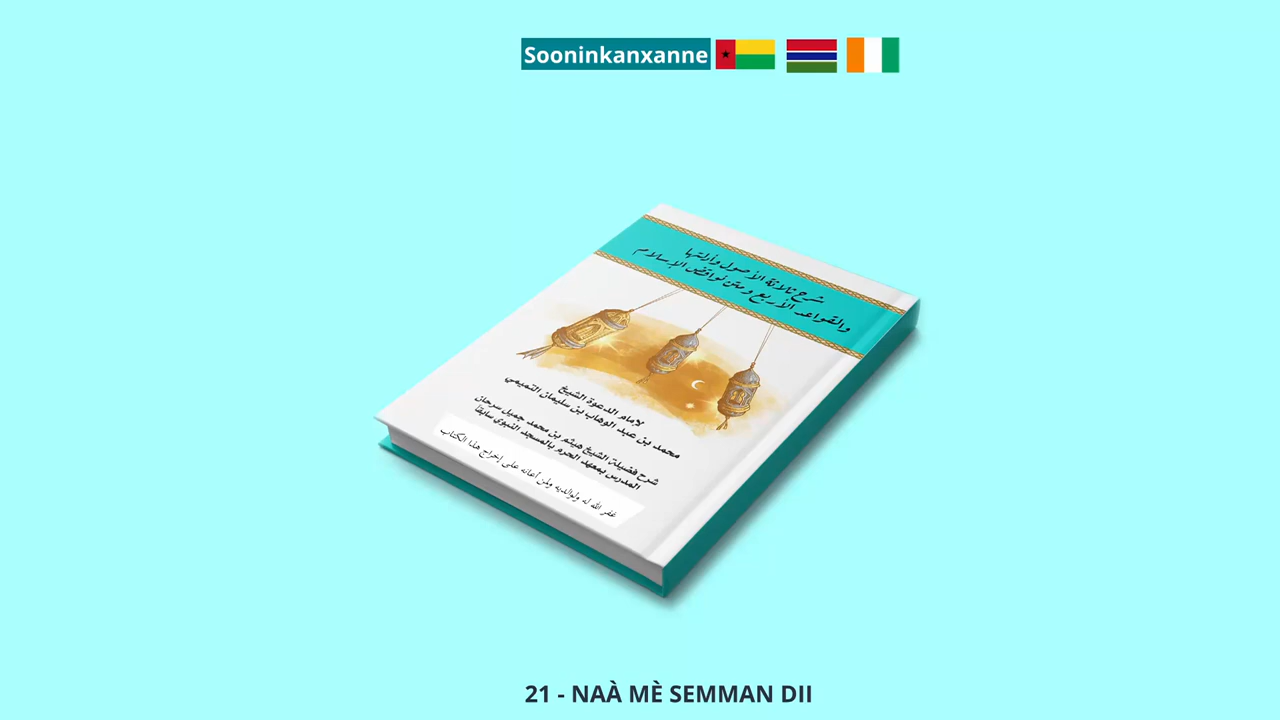 Sooninkanxanne
شرح ثلاثة الأصول وأدلتها
والقواعد الأربع و متن نواقض الإسلام
لإمام الدعوة الشيخ
محمد بن عبد الوهاب بن سليمان التميمي
شرح فضيلة الشيخ هيثم بن محمد جميل سرحان
المدرس بمعهد الحرم بالمسجد النبوي سابقا
غفر الله له ولوالديه ولمن أعانه على إخراج هذا الكتاب
21 - NAÀ MÈ SEMMAN DII